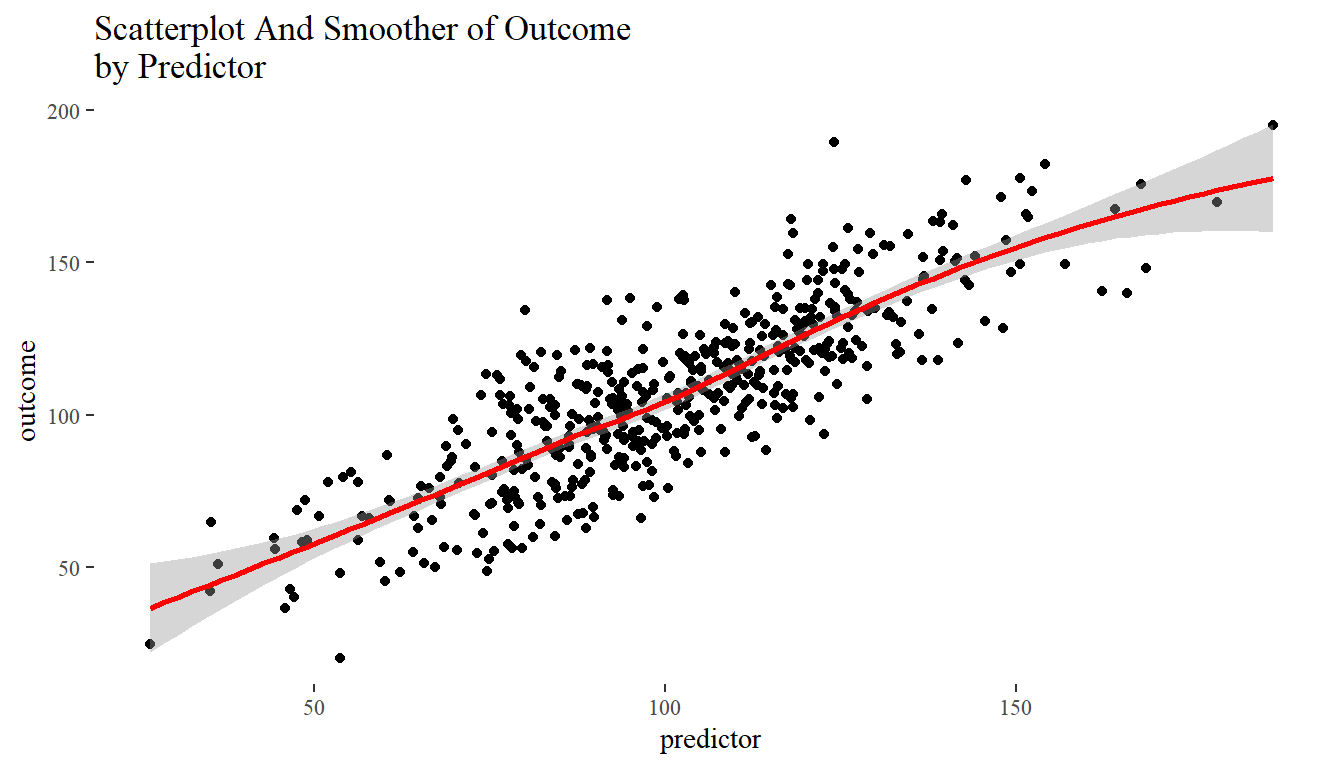 Scatterplot And Smoother of Outcome
by Predictor
200
150
100
50
outcome
50 100 150
predictor